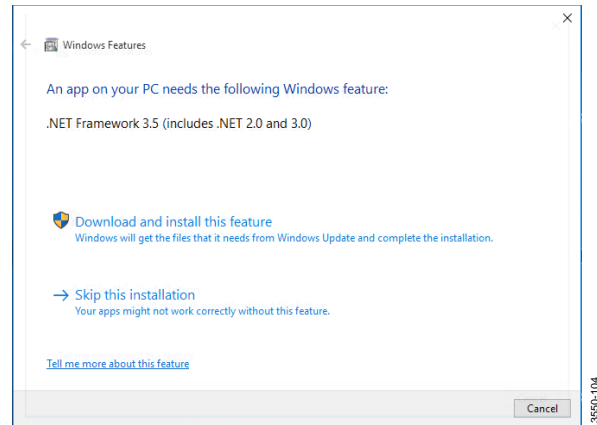 Windows Features
An app on your PC needs the following Windows feature:
.NET Framework 3.5 (includes .NET 2.0 and 3.0)
Download and install this feature
Windows will get the files that it needs from Windows Update and complete the installation.
Skip this installation
Your apps might not work correctly without this feature.
Tell me more about this feature
Cancel
3550-104